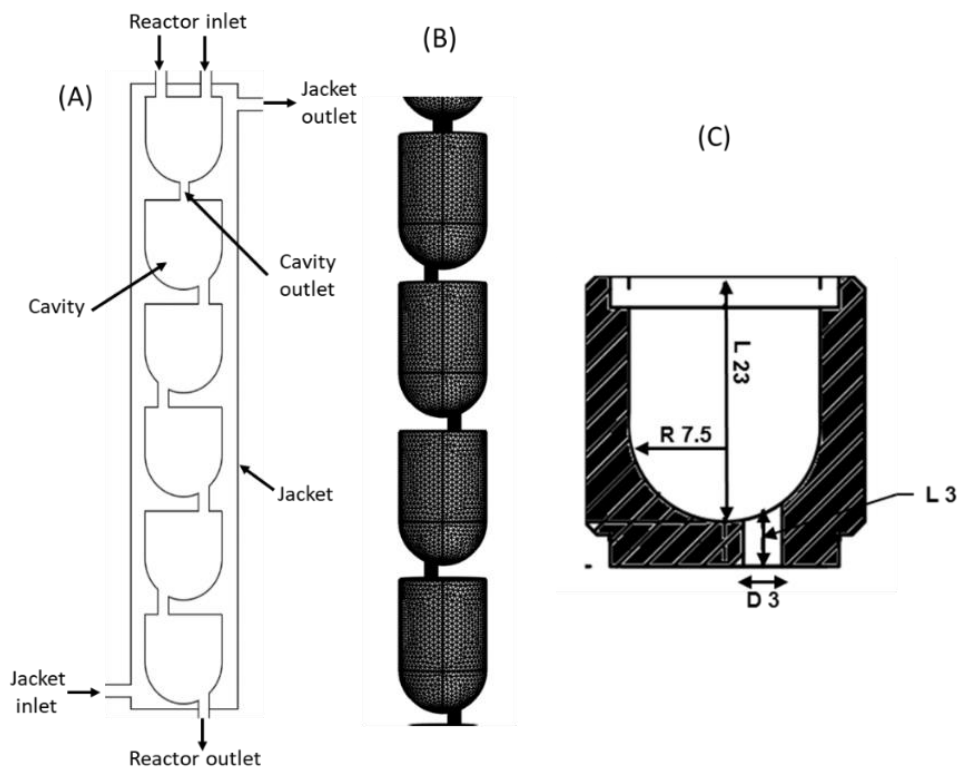 Reactor inlet
(A)
Jacket
outlet
Cavity
outlet
Cavity
Jacket
Jacket
inlet
Reactor outlet
(B)
(C)
L 23
R 7.5
L 3
D 3